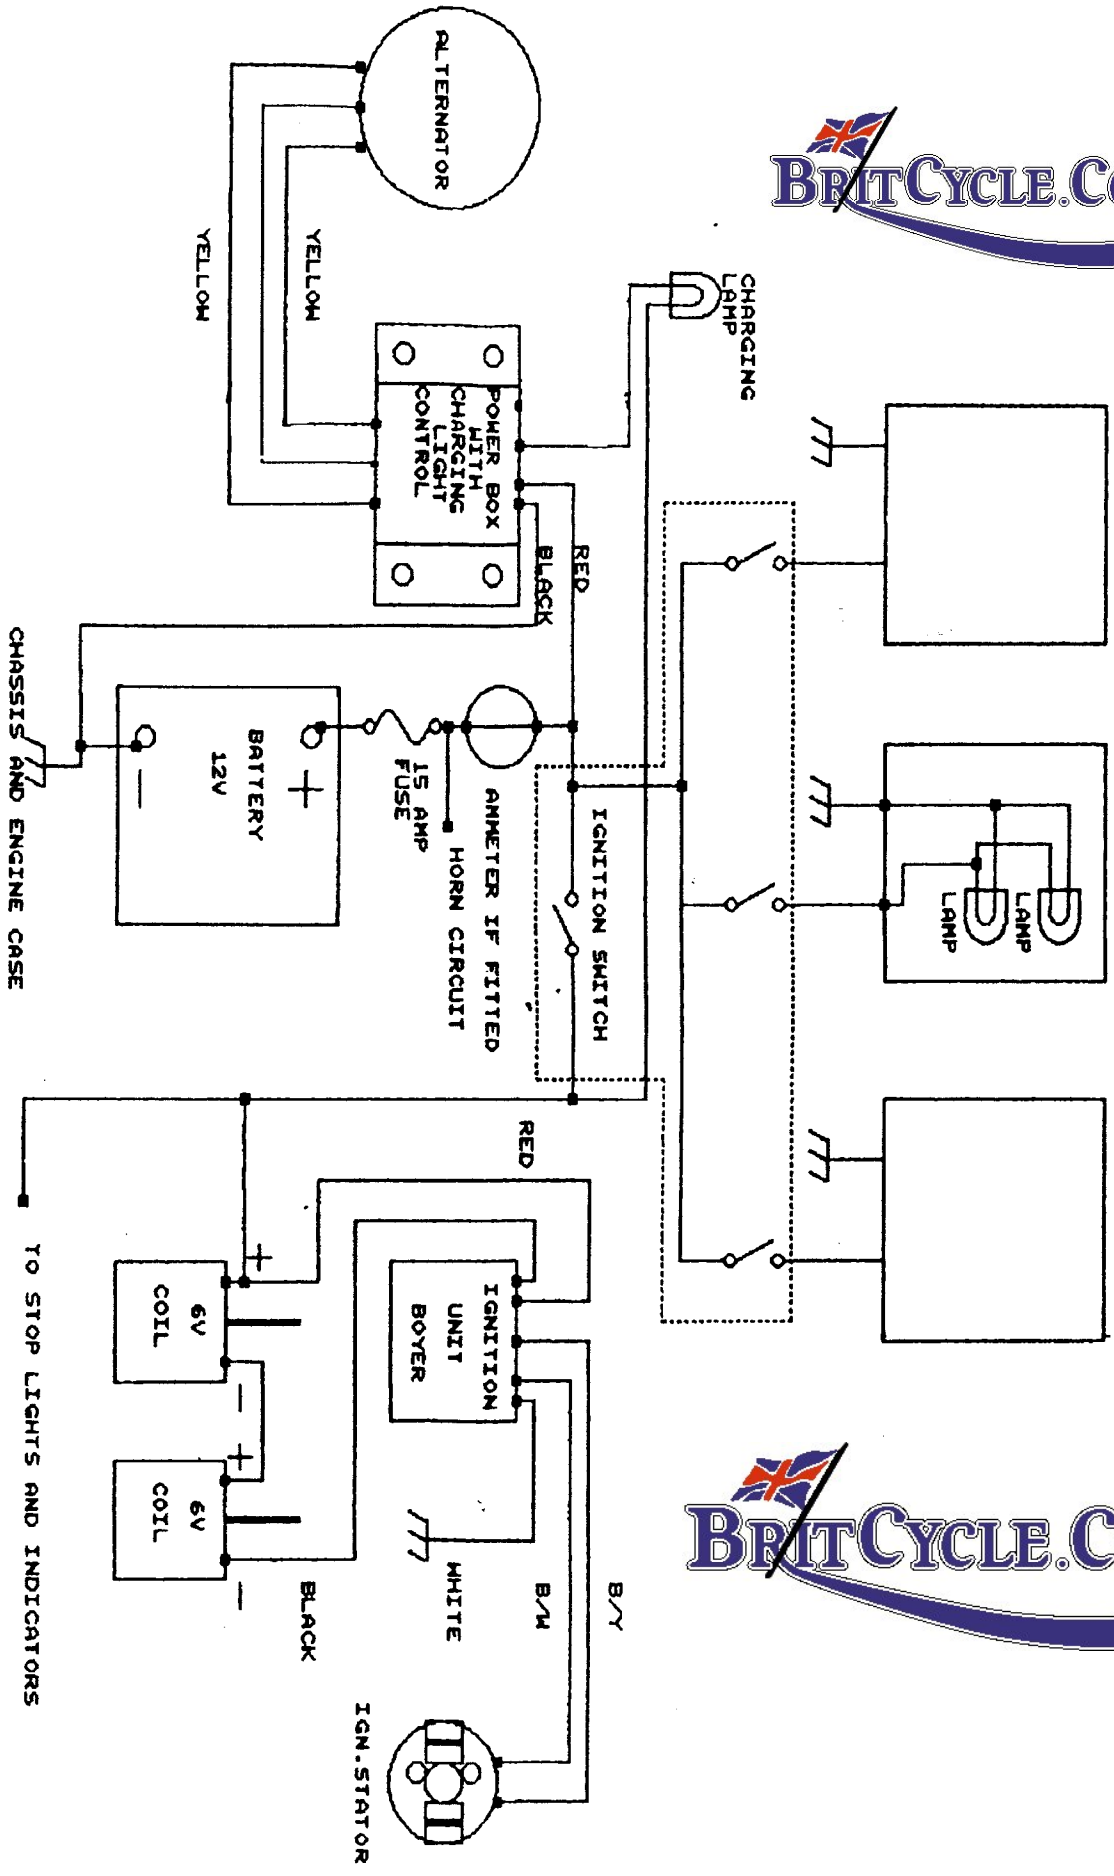 BRITCYCLE.C
ALTERNATOR
YELLOW
YELLOW
CHARGING
LAMP
POWER BOX
WITH
CHARGING
LIGHT
CONTROL
RED
BLACK
BATTERY
12V
+
−
15 AMP
FUSE
AMMETER IF FITTED
HORN CIRCUIT
IGNITION SWITCH
LAMP
LAMP
CHASSIS AND ENGINE CASE
RED
IGNITION
UNIT
BOYER
+
6V
COIL
−
+
6V
COIL
−
BLACK
WHITE
B/W
B/Y
IGN.STATOR
TO STOP LIGHTS AND INDICATORS
BRITCYCLE.C